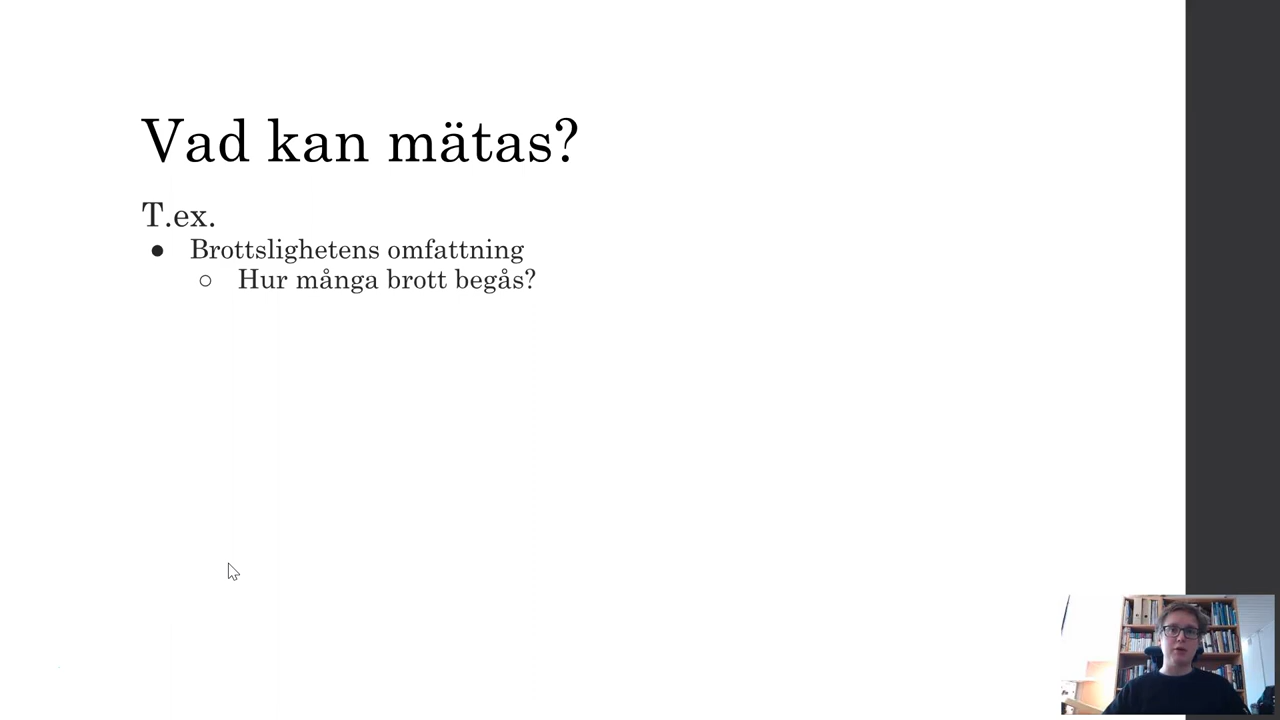 Vad kan mätas?
T.ex.
● Brottslighetens omfattning
○ Hur många brott begås?